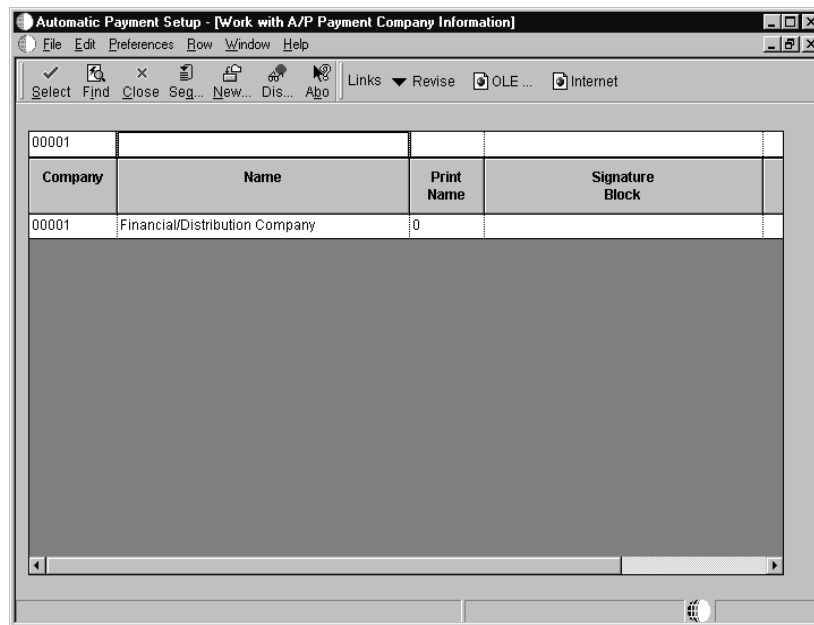 Automatic Payment Setup - [Work with A/P Payment Company Information]
File Edit Preferences Row Window Help
Select Find Close Seq... New... Dis... Abo Links Revise OLE ... Internet
00001
Company Name Print Name Signature Block
00001 Financial/Distribution Company 0